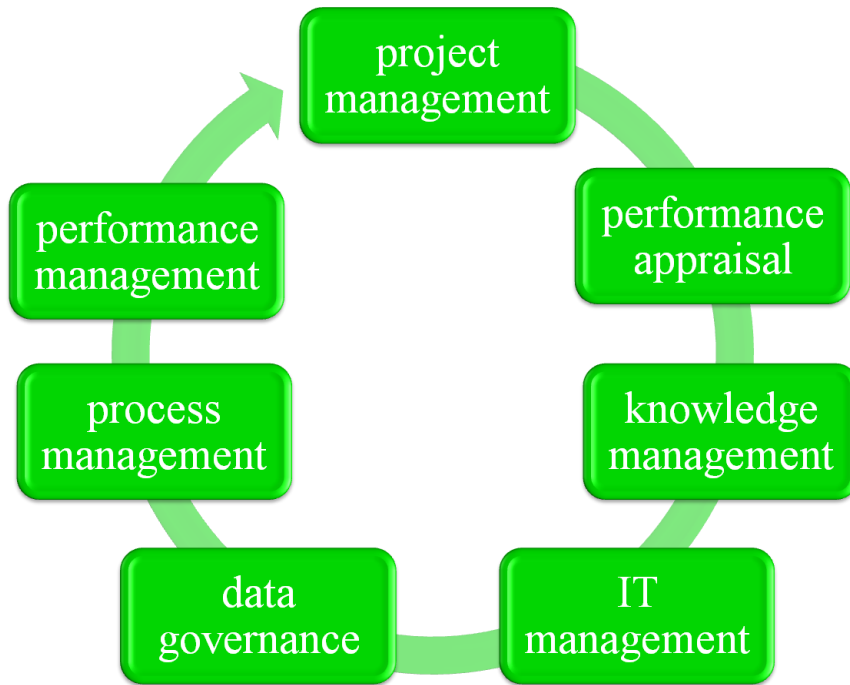 project
management
performance
appraisal
knowledge
management
IT
management
data
governance
process
management
performance
management